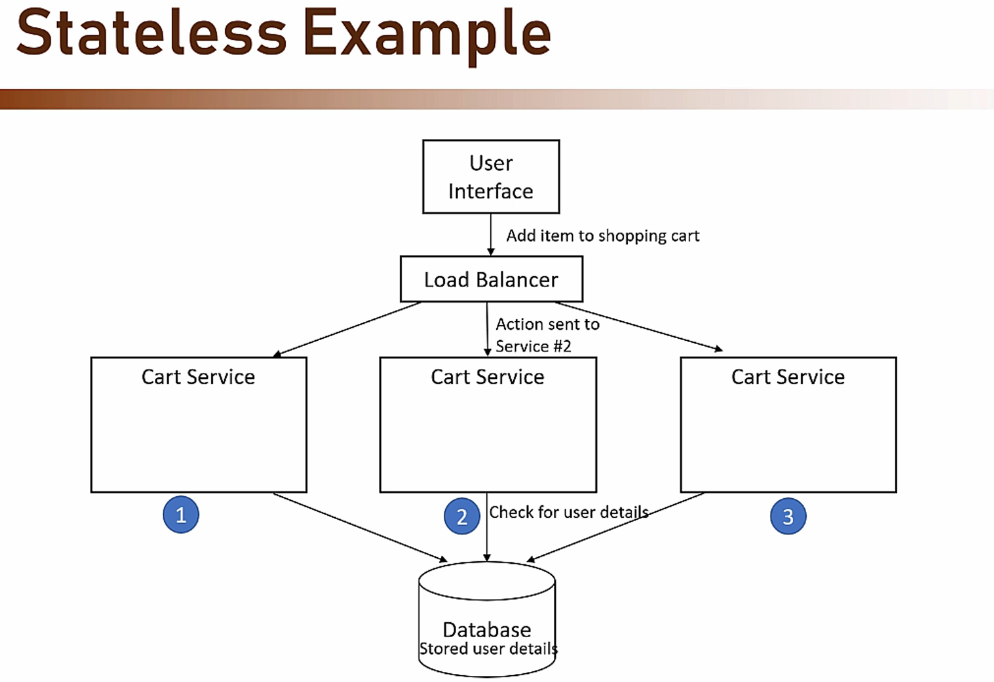 Stateless Example
User
Interface
Add item to shopping cart
Load Balancer
Action sent to
Service #2
Cart Service
Cart Service
Cart Service
1
2
Check for user details
3
Database
Stored user details